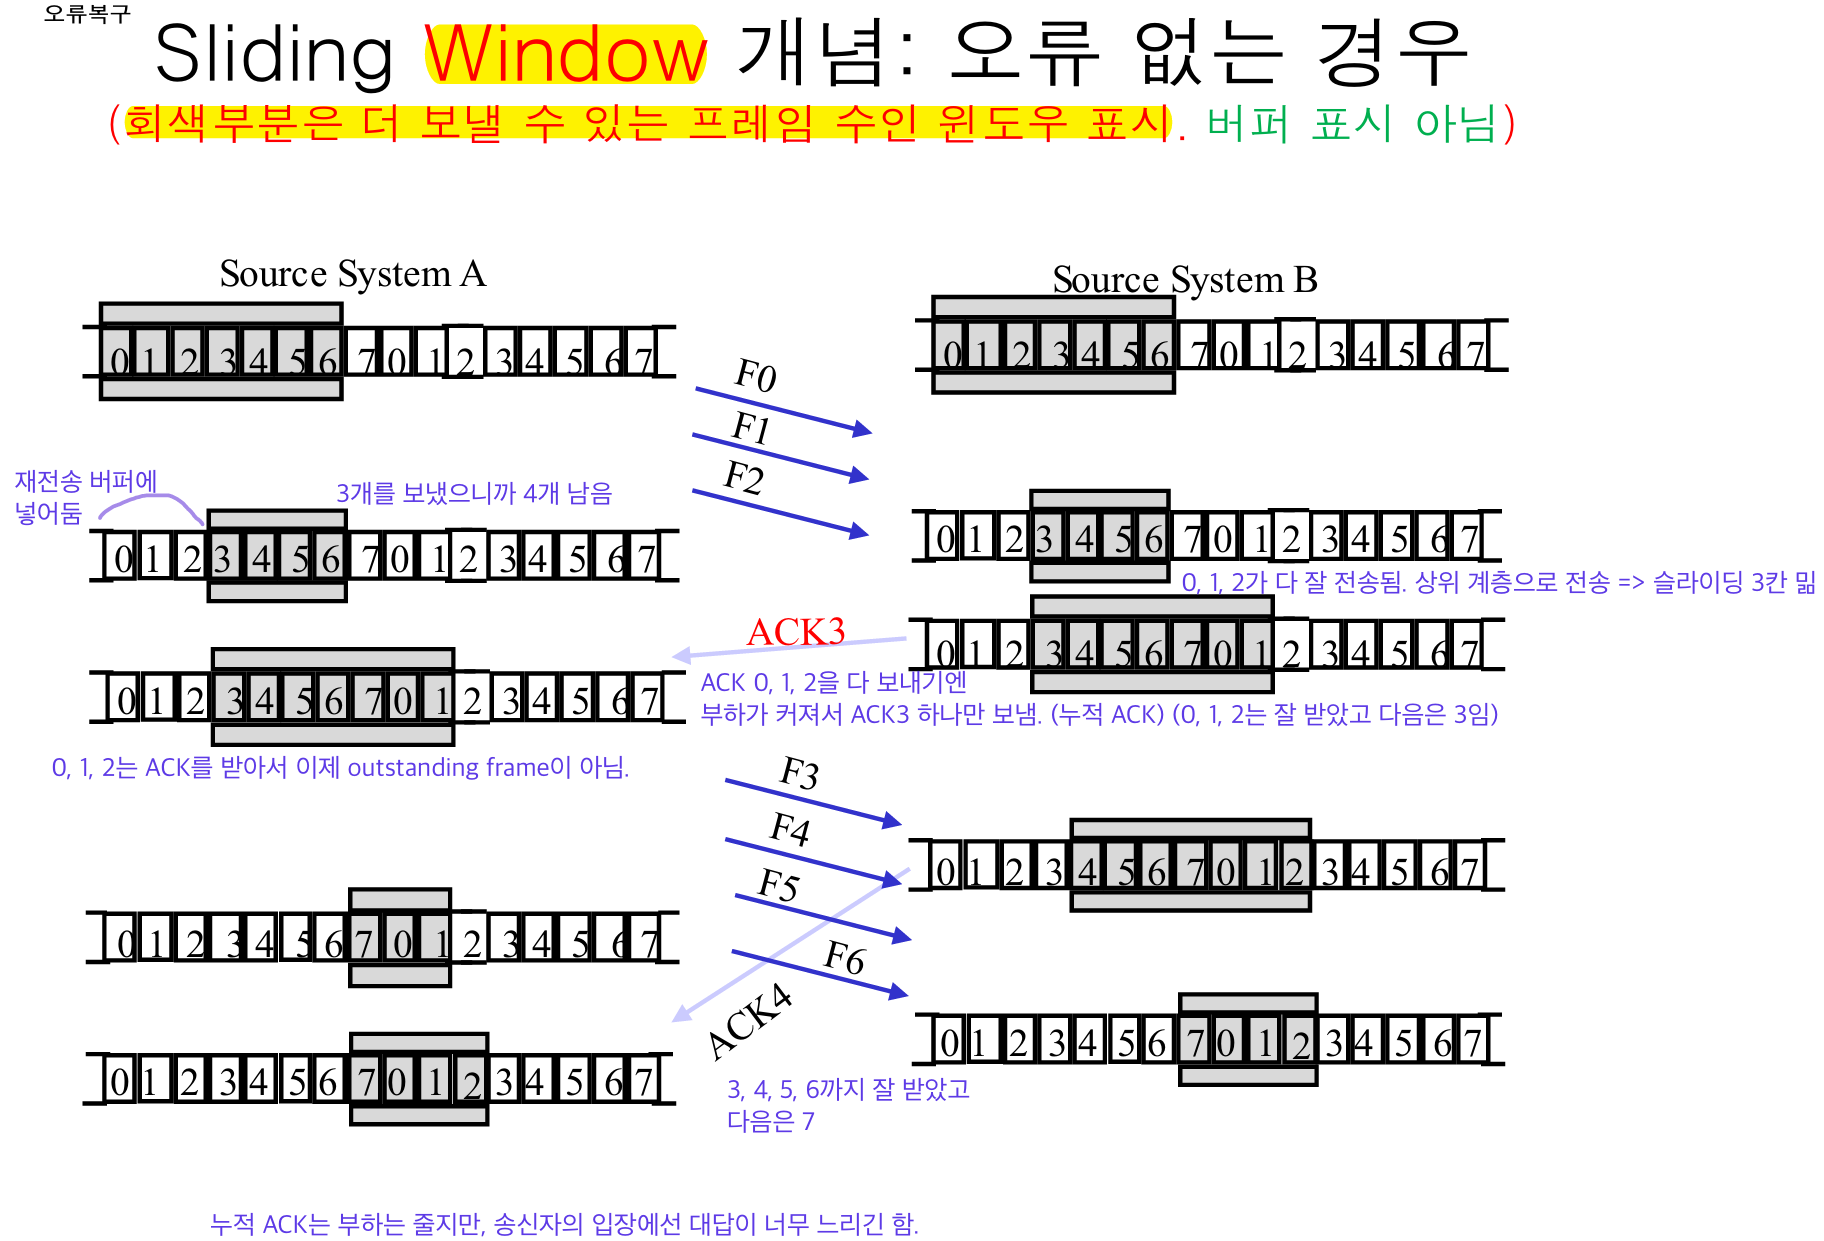 오류복구
Sliding Window 개념: 오류 없는 경우
(회색부분은 더 보낼 수 있는 프레임 수인 윈도우 표시. 버퍼 표시 아님)
Source System A
Source System B
0 1 2 3 4 5 6 7 0 1 2 3 4 5 6 7
0 1 2 3 4 5 6 7 0 1 2 3 4 5 6 7
F0
F1
F2
재전송 버퍼에
넣어둠
3개를 보냈으니까 4개 남음
0 1 2 3 4 5 6 7 0 1 2 3 4 5 6 7
0 1 2 3 4 5 6 7 0 1 2 3 4 5 6 7
0, 1, 2가 다 잘 전송됨. 상위 계층으로 전송 => 슬라이딩 3칸 밂
0 1 2 3 4 5 6 7 0 1 2 3 4 5 6 7
ACK3
0 1 2 3 4 5 6 7 0 1 2 3 4 5 6 7
ACK 0, 1, 2을 다 보내기엔
부하가 커져서 ACK3 하나만 보냄. (누적 ACK) (0, 1, 2는 잘 받았고 다음은 3임)
0, 1, 2는 ACK를 받아서 이제 outstanding frame이 아님.
F3
F4
F5
F6
0 1 2 3 4 5 6 7 0 1 2 3 4 5 6 7
0 1 2 3 4 5 6 7 0 1 2 3 4 5 6 7
ACK4
0 1 2 3 4 5 6 7 0 1 2 3 4 5 6 7
0 1 2 3 4 5 6 7 0 1 2 3 4 5 6 7
3, 4, 5, 6까지 잘 받았고
다음은 7
누적 ACK는 부하는 줄지만, 송신자의 입장에선 대답이 너무 느리긴 함.